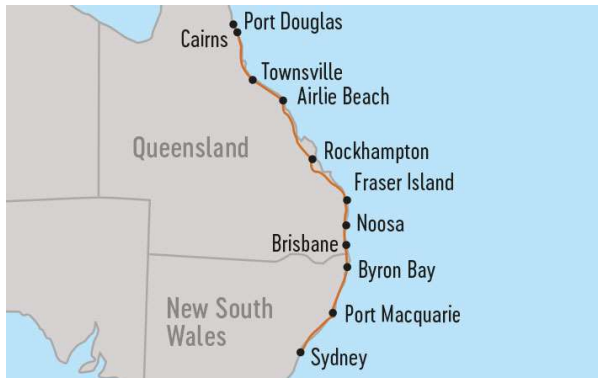 Port Douglas
Cairns
Townsville
Airlie Beach
Queensland
Rockhampton
Fraser Island
Noosa
Brisbane
Byron Bay
New South
Wales
Port Macquarie
Sydney